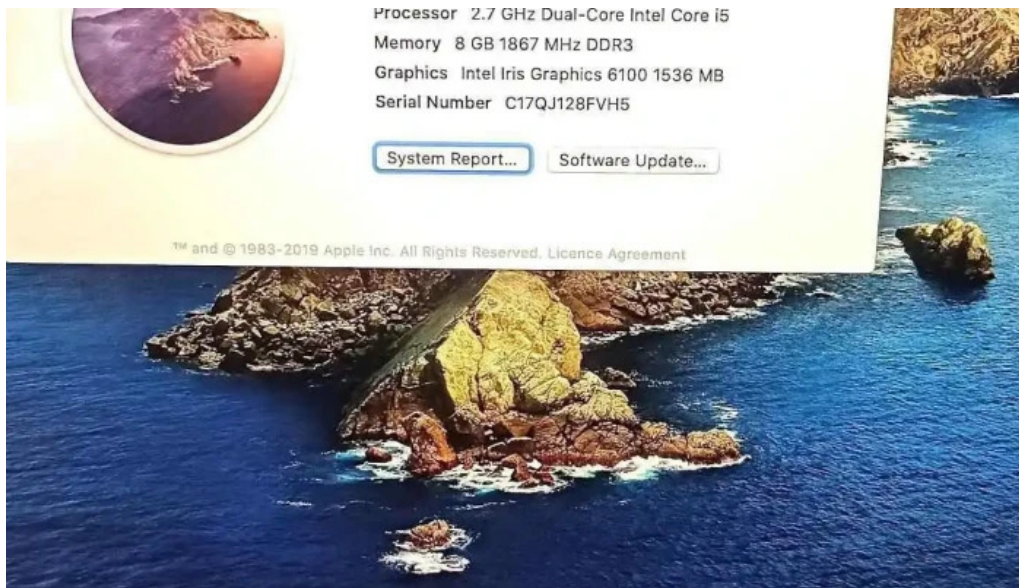 Processor 2.7 GHz Dual-Core Intel Core i5
Memory 8 GB 1867 MHz DDR3
Graphics Intel Iris Graphics 6100 1536 MB
Serial Number C17QJ128FVH5
System Report... Software Update...
™ and © 1983-2019 Apple Inc. All Rights Reserved. Licence Agreement